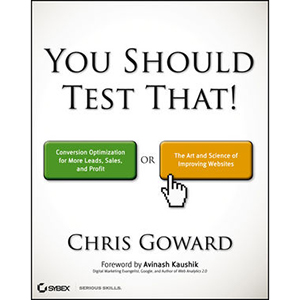 YOU SHOULD
TEST THAT!
Conversion Optimization
for More Leads, Sales,
and Profit
OR
The Art and Science of
Improving Websites
CHRIS GOWARD
Foreword by Avinash Kaushik
Digital Marketing Evangelist, Google, and Author of Web Analytics 2.0
SYBEX
SERIOUS SKILLS.